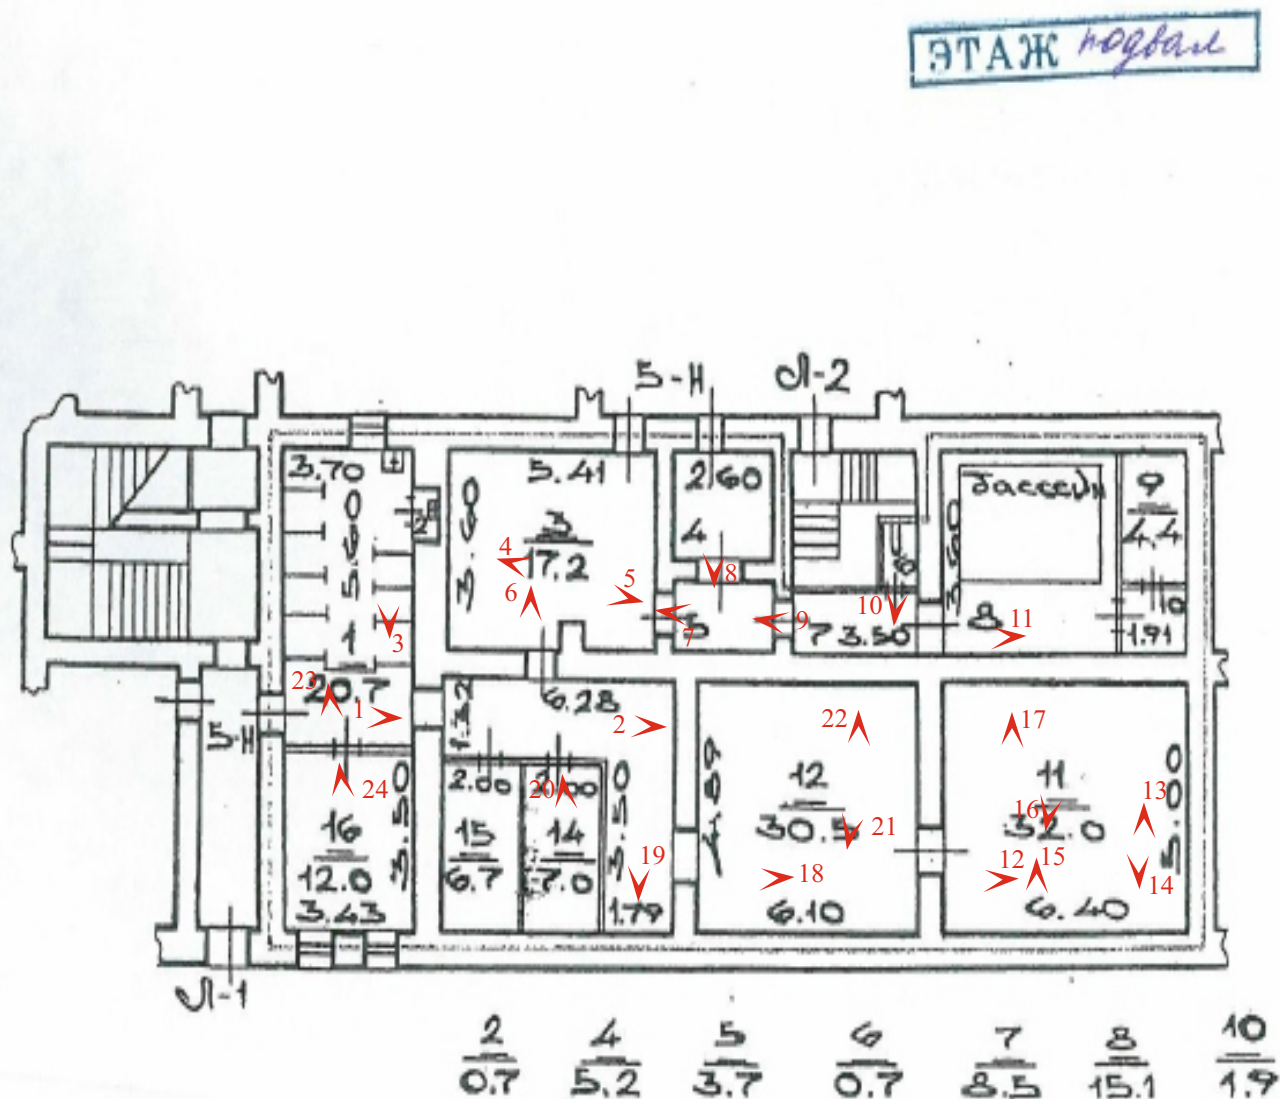 ЭТАЖ подвал
5-Н Л-2
3.70 5.41 2.60 бассейн 9
4.4
5.60 2 3.60 3 4 3.60
17.2
4 8
6 5 6 10 8 11 10
1 3 7 5 9 7 3.50 1.91
23 20.7 1 1.32 6.28 2 22 17
5-Н
2.00 20 2.00 3.50 4.89 12 11 13 5.00
24 3.50 30.5 21 16 32.0
16 15 14 19 12 15
12.0 6.7 7.0 18 14
3.43 1.79 6.10 6.40
Л-1
2 4 5 6 7 8 10
0.7 5.2 3.7 0.7 8.5 15.1 1.9